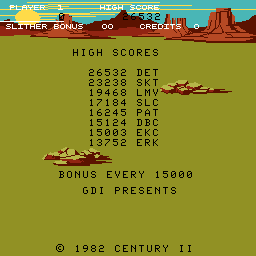 PLAYER 1 HIGH SCORE
26532
SLITHER BONUS 00 CREDITS 0
HIGH SCORES
26532 DET
23238 SKT
19468 LMV
17184 SLC
16245 PAT
15124 DBC
15003 EKC
13752 ERK
BONUS EVERY 15000
GDI PRESENTS
© 1982 CENTURY II